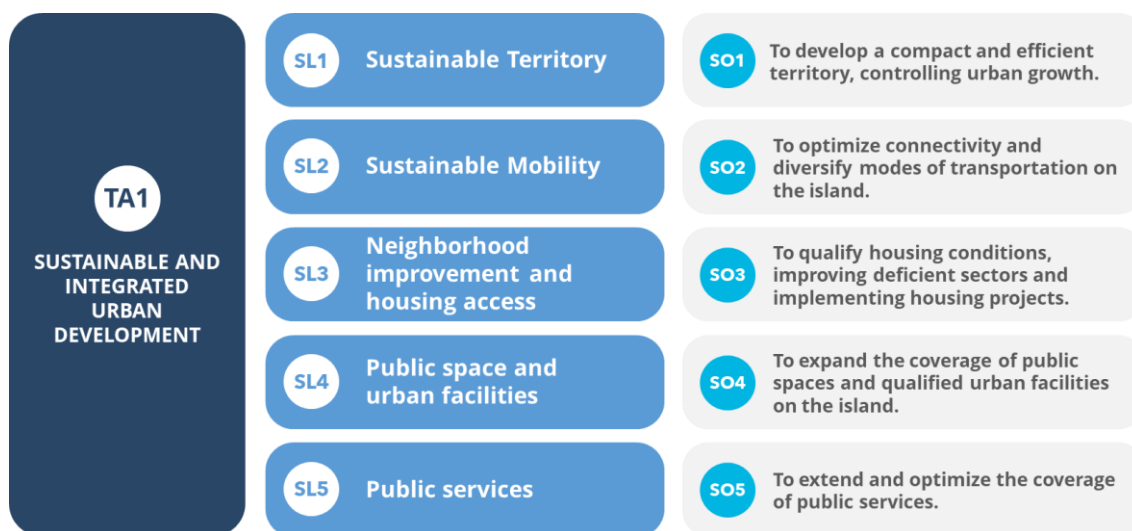 TA1
SUSTAINABLE AND
INTEGRATED
URBAN
DEVELOPMENT
SL1
Sustainable Territory
SO1
To develop a compact and efficient
territory, controlling urban growth.
SL2
Sustainable Mobility
SO2
To optimize connectivity and
diversify modes of transportation on
the island.
SL3
Neighborhood
improvement and
housing access
SO3
To qualify housing conditions,
improving deficient sectors and
implementing housing projects.
SL4
Public space and
urban facilities
SO4
To expand the coverage of public
spaces and qualified urban facilities
on the island.
SL5
Public services
SO5
To extend and optimize the coverage
of public services.